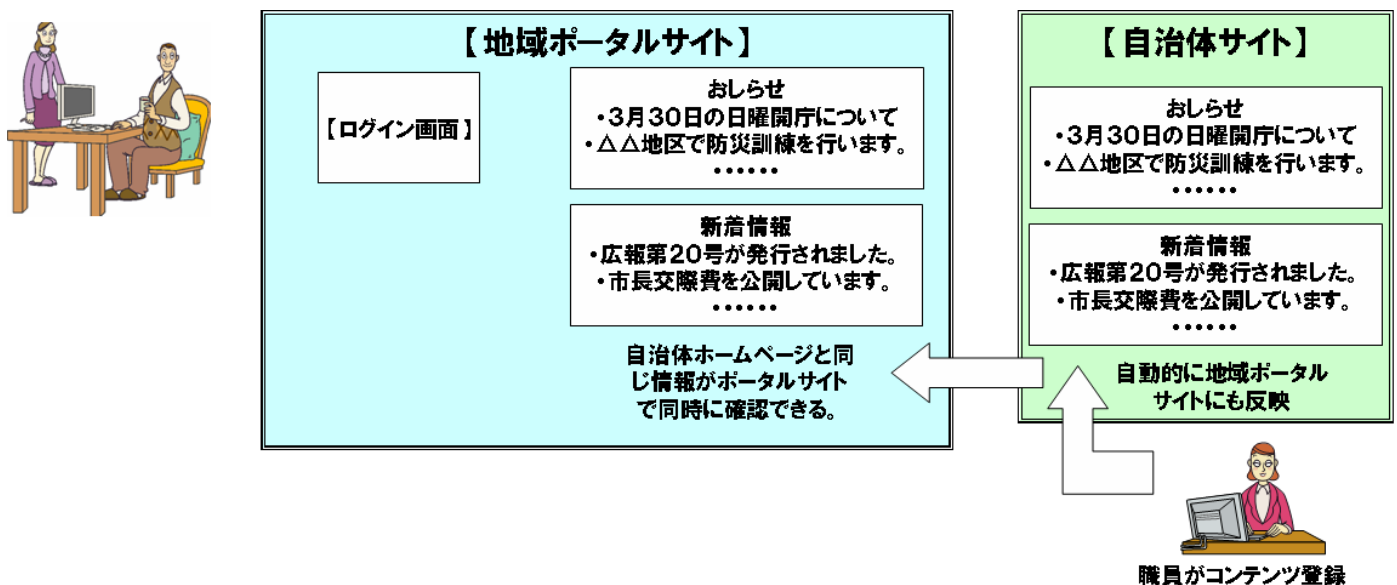 【地域ポータルサイト】
【ログイン画面】
おしらせ
・3月30日の日曜開庁について
・△△地区で防災訓練を行います。
・・・・・・
新着情報
・広報第20号が発行されました。
・市長交際費を公開しています。
・・・・・・
自治体ホームページと同
じ情報がポータルサイト
で同時に確認できる。
【自治体サイト】
おしらせ
・3月30日の日曜開庁について
・△△地区で防災訓練を行います。
・・・・・・
新着情報
・広報第20号が発行されました。
・市長交際費を公開しています。
・・・・・・
自動的に地域ポータル
サイトにも反映
職員がコンテンツ登録